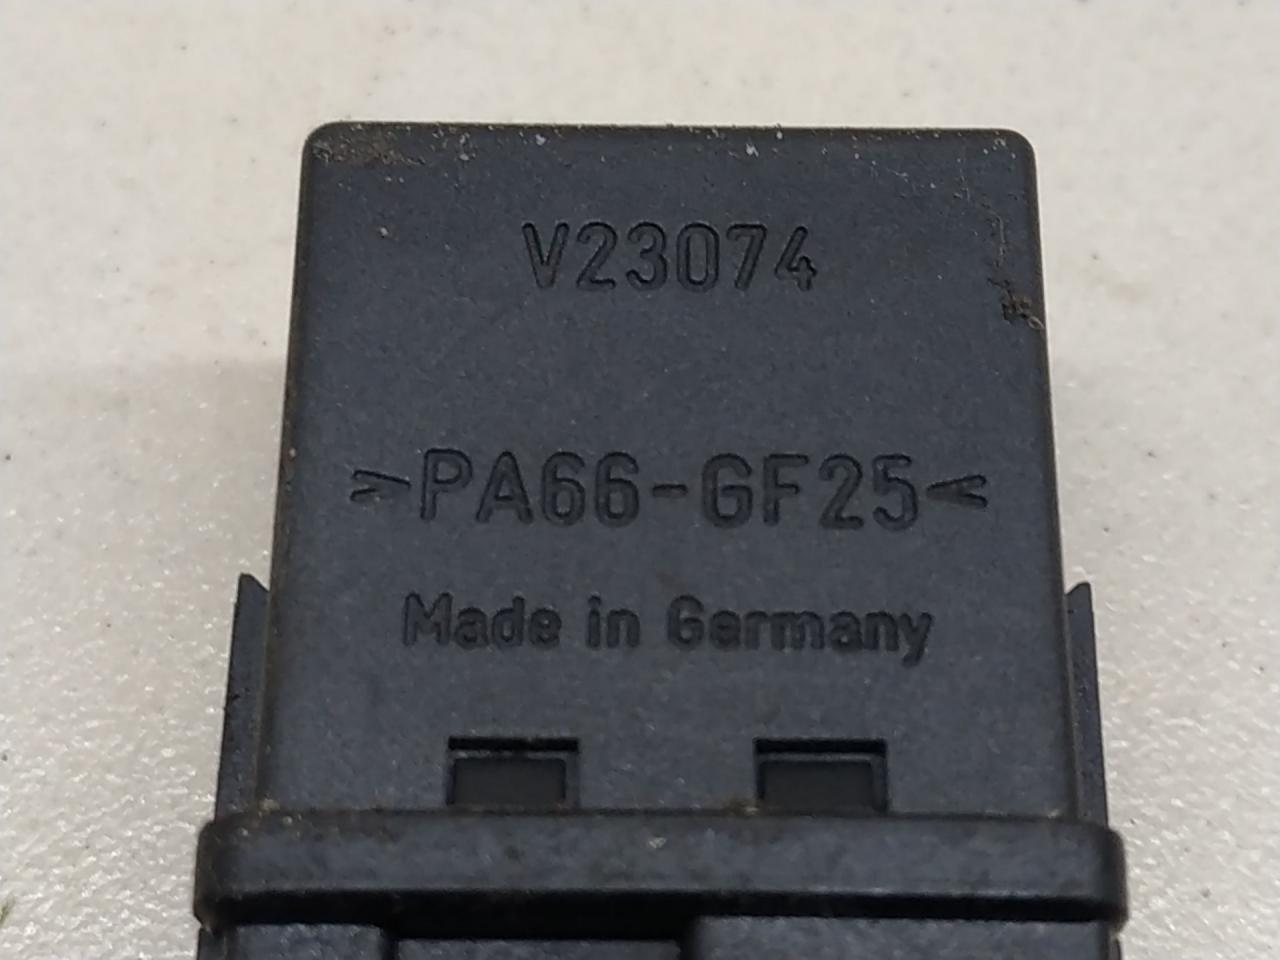 V23074
>PA66-GF25<
Made in Germany